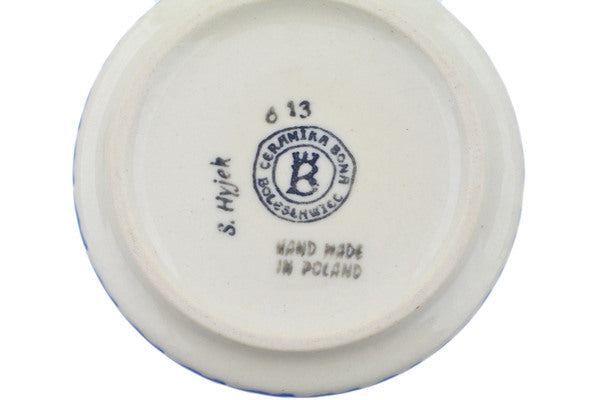 6 13
CERAMIKA BONA
B
BOLESŁAWIEC
S. Hyjek
HAND MADE
IN POLAND